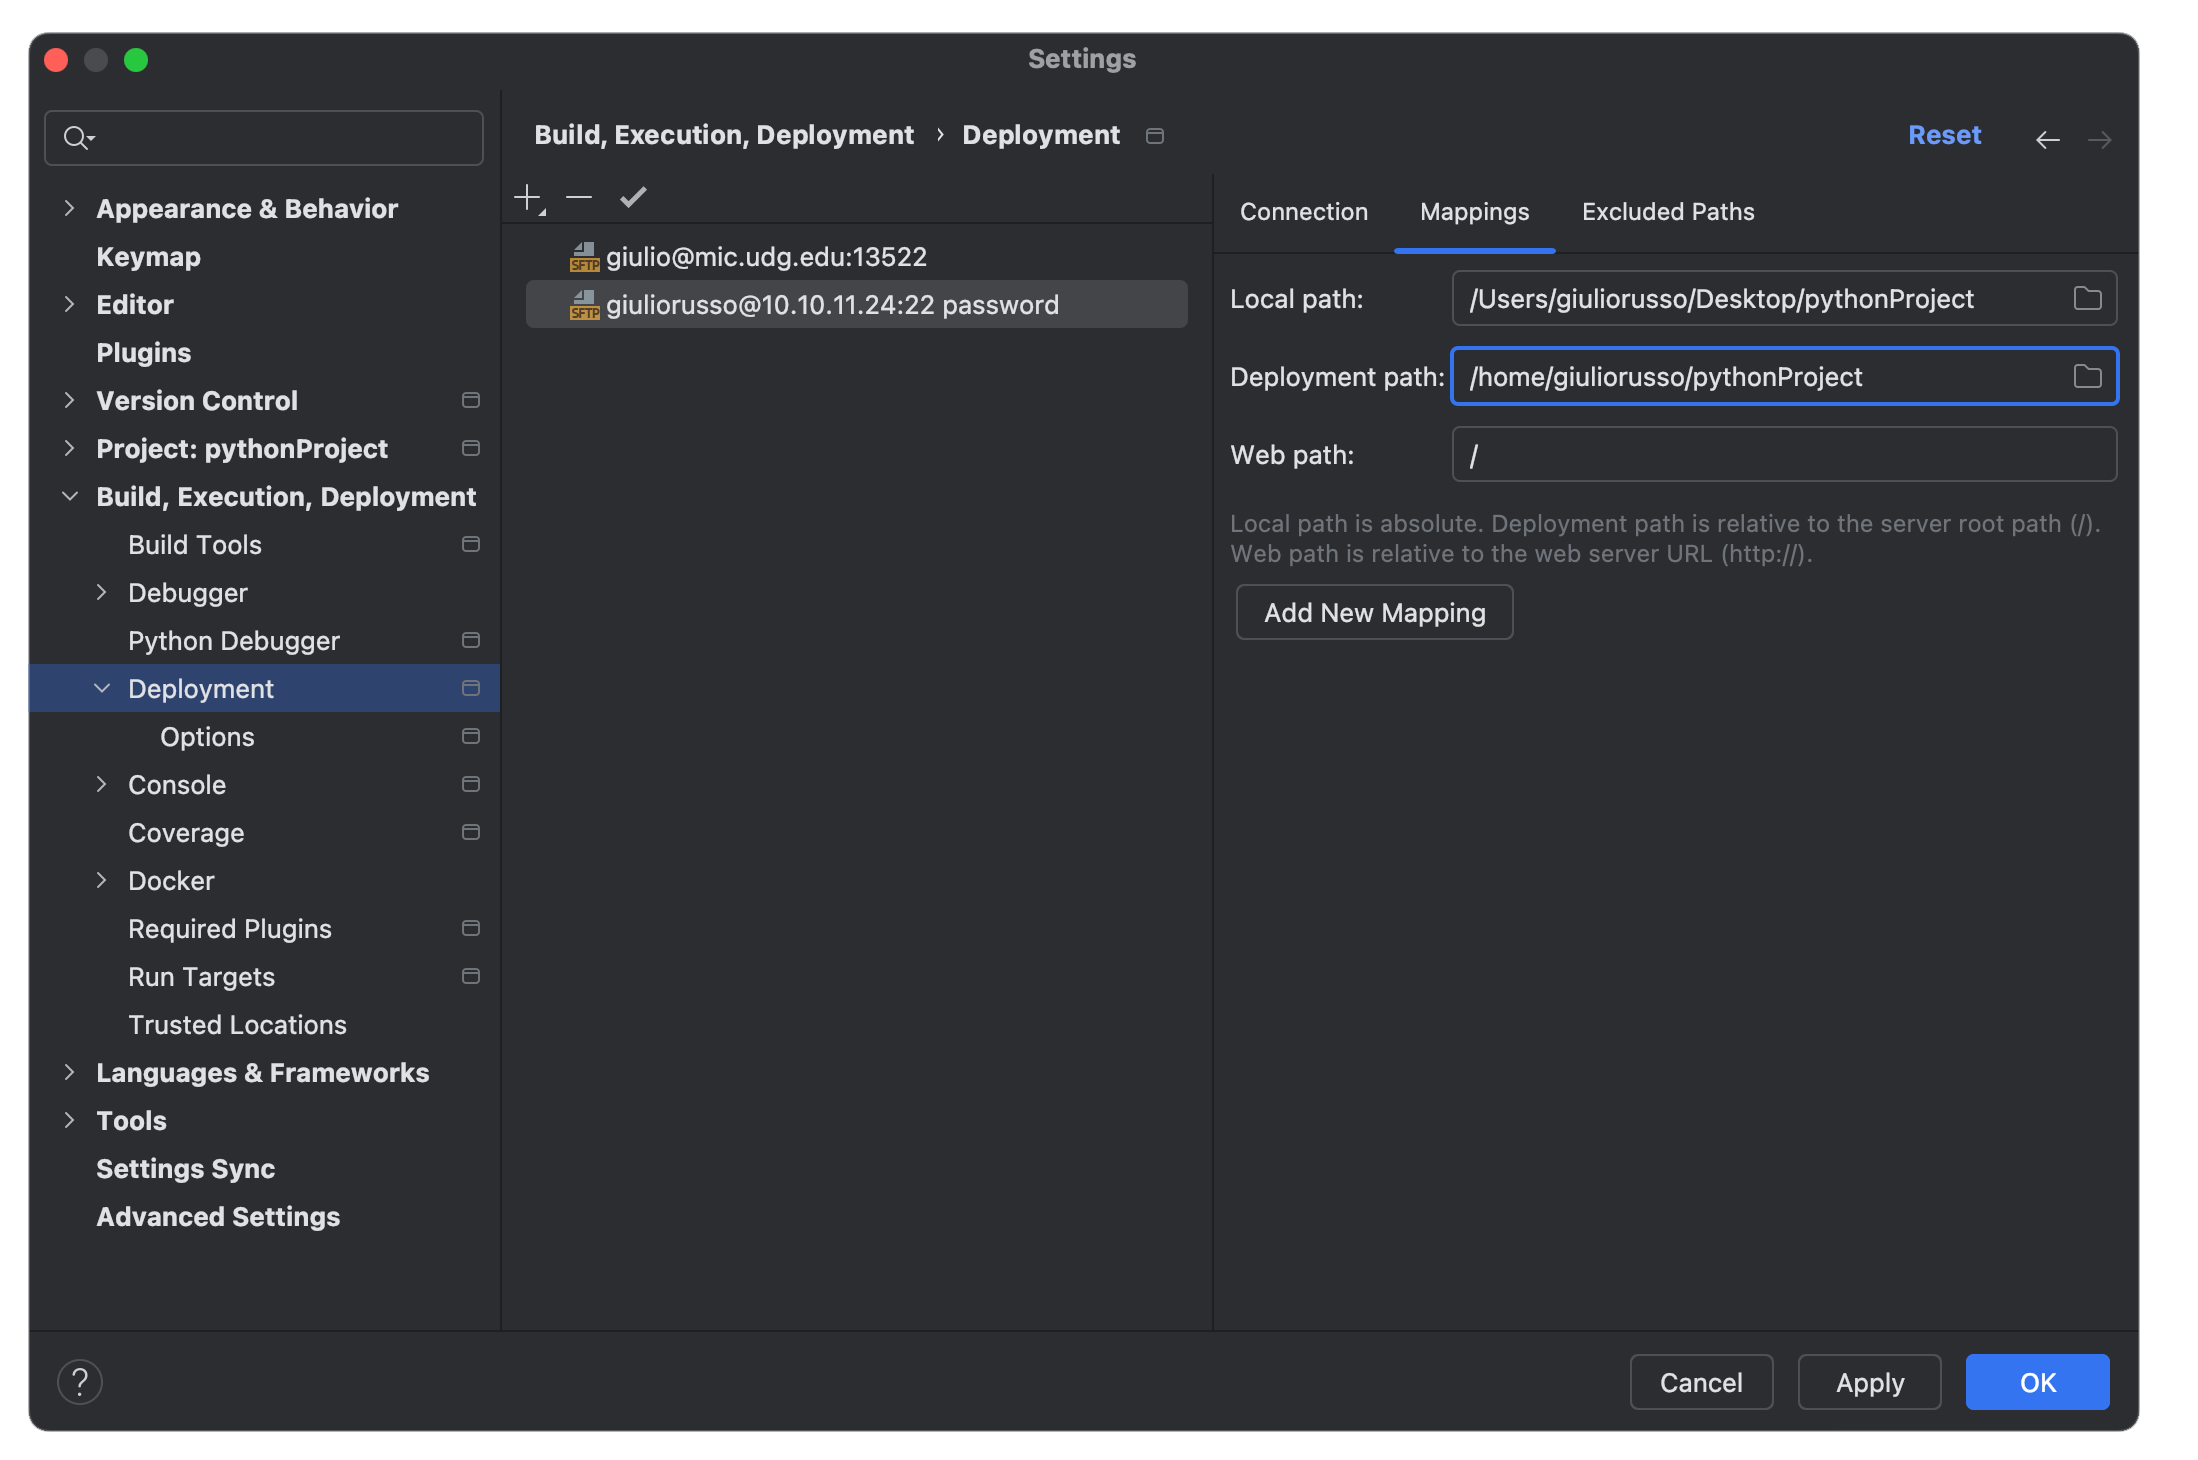 Settings
Appearance & Behavior
Keymap
Editor
Plugins
Version Control
Project: pythonProject
Build, Execution, Deployment
Build Tools
Debugger
Python Debugger
Deployment
Options
Console
Coverage
Docker
Required Plugins
Run Targets
Trusted Locations
Languages & Frameworks
Tools
Settings Sync
Advanced Settings
?
Build, Execution, Deployment › Deployment
Reset
SFTP giulio@mic.udg.edu:13522
SFTP giuliorusso@10.10.11.24:22 password
Connection Mappings Excluded Paths
Local path: /Users/giuliorusso/Desktop/pythonProject
Deployment path: /home/giuliorusso/pythonProject
Web path: /
Local path is absolute. Deployment path is relative to the server root path (/).
Web path is relative to the web server URL (http://).
Add New Mapping
Cancel Apply OK